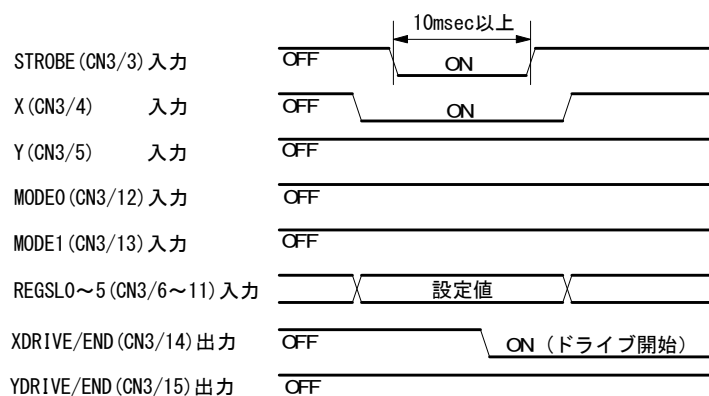 10msec以上
STROBE(CN3/3)入力 OFF ON
X(CN3/4) 入力 OFF ON
Y(CN3/5) 入力 OFF
MODE0(CN3/12)入力 OFF
MODE1(CN3/13)入力 OFF
REGSL0～5(CN3/6～11)入力 設定値
XDRIVE/END(CN3/14)出力 OFF ON（ドライブ開始）
YDRIVE/END(CN3/15)出力 OFF